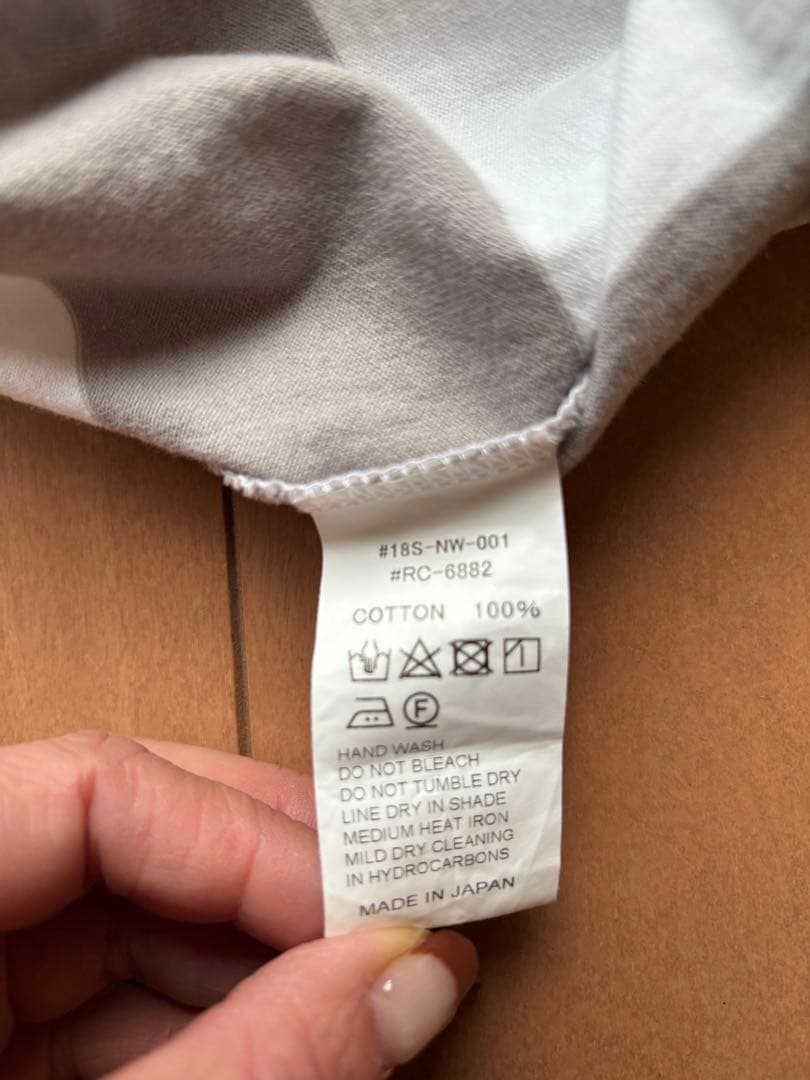 #18S-NW-001
#RC-6882
COTTON 100%
F
HAND WASH
DO NOT BLEACH
DO NOT TUMBLE DRY
LINE DRY IN SHADE
MEDIUM HEAT IRON
MILD DRY CLEANING
IN HYDROCARBONS
MADE IN JAPAN